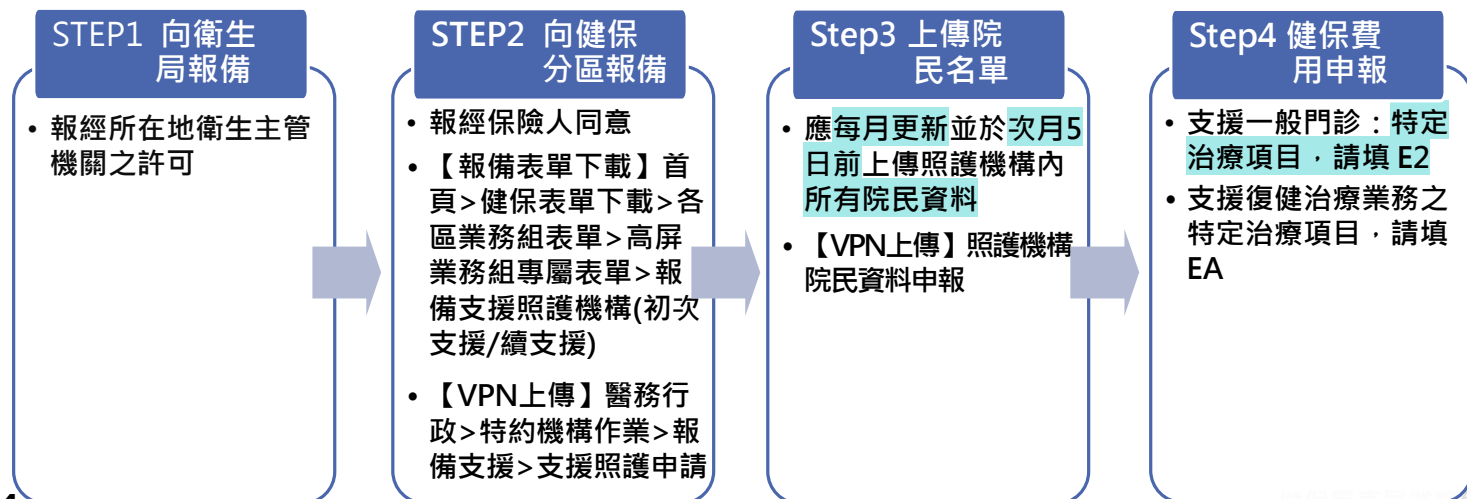 STEP1 向衛生
局報備
• 報經所在地衛生主管
機關之許可
STEP2 向健保
分區報備
• 報經保險人同意
• 【報備表單下載】首
頁>健保表單下載>各
區業務組表單>高屏
業務組專屬表單>報
備支援照護機構(初次
支援/續支援)
• 【VPN上傳】醫務行
政>特約機構作業>報
備支援>支援照護申請
Step3 上傳院
民名單
• 應每月更新並於次月5
日前上傳照護機構內
所有院民資料
• 【VPN上傳】照護機構
院民資料申報
Step4 健保費
用申報
• 支援一般門診：特定
治療項目，請填 E2
• 支援復健治療業務之
特定治療項目，請填
EA